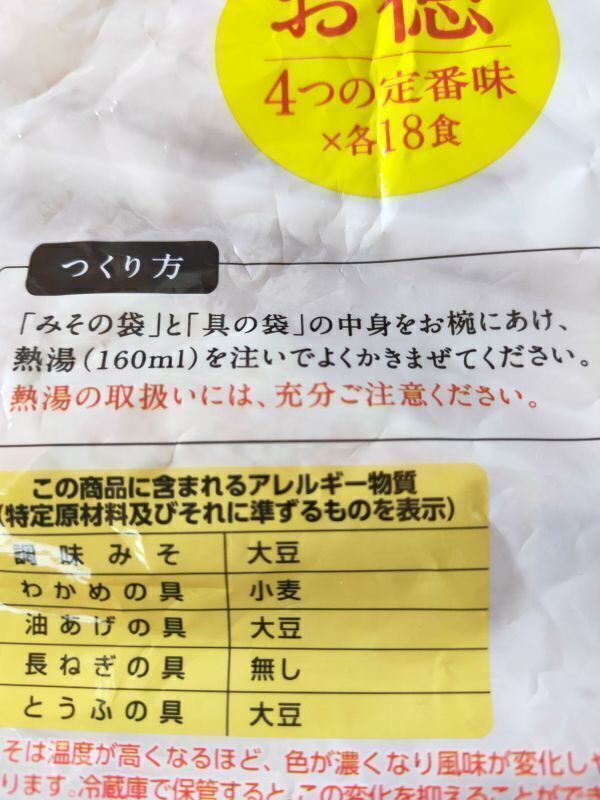 お徳
4つの定番味
×各18食
つくり方
「みその袋」と「具の袋」の中身をお椀にあけ、
熱湯(160ml)を注いでよくかきまぜてください。
熱湯の取扱いには、充分ご注意ください。
この商品に含まれるアレルギー物質
(特定原材料及びそれに準ずるものを表示)
調味みそ 大豆
わかめの具 小麦
油あげの具 大豆
長ねぎの具 無し
とうふの具 大豆
そは温度が高くなるほど、色が濃くなり風味が変化しや
ります。冷蔵庫で保管すると、この変化を抑えることができ